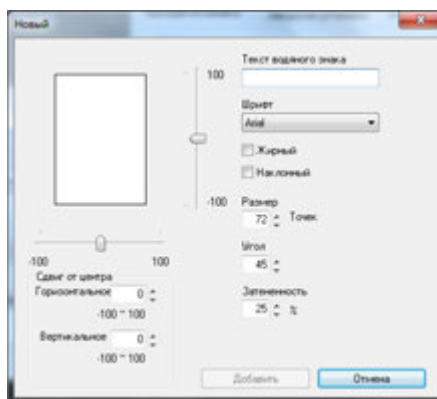 Новый
Текст водяного знака
100
Шрифт
Arial
Жирный
Наклонный
-100
Размер
72 Точек
-100 100
Угол
45
Сдвиг от центра
Горизонтальное 0
-100 ~ 100
Затененность
25 %
Вертикальное 0
-100 ~ 100
Добавить Отмена